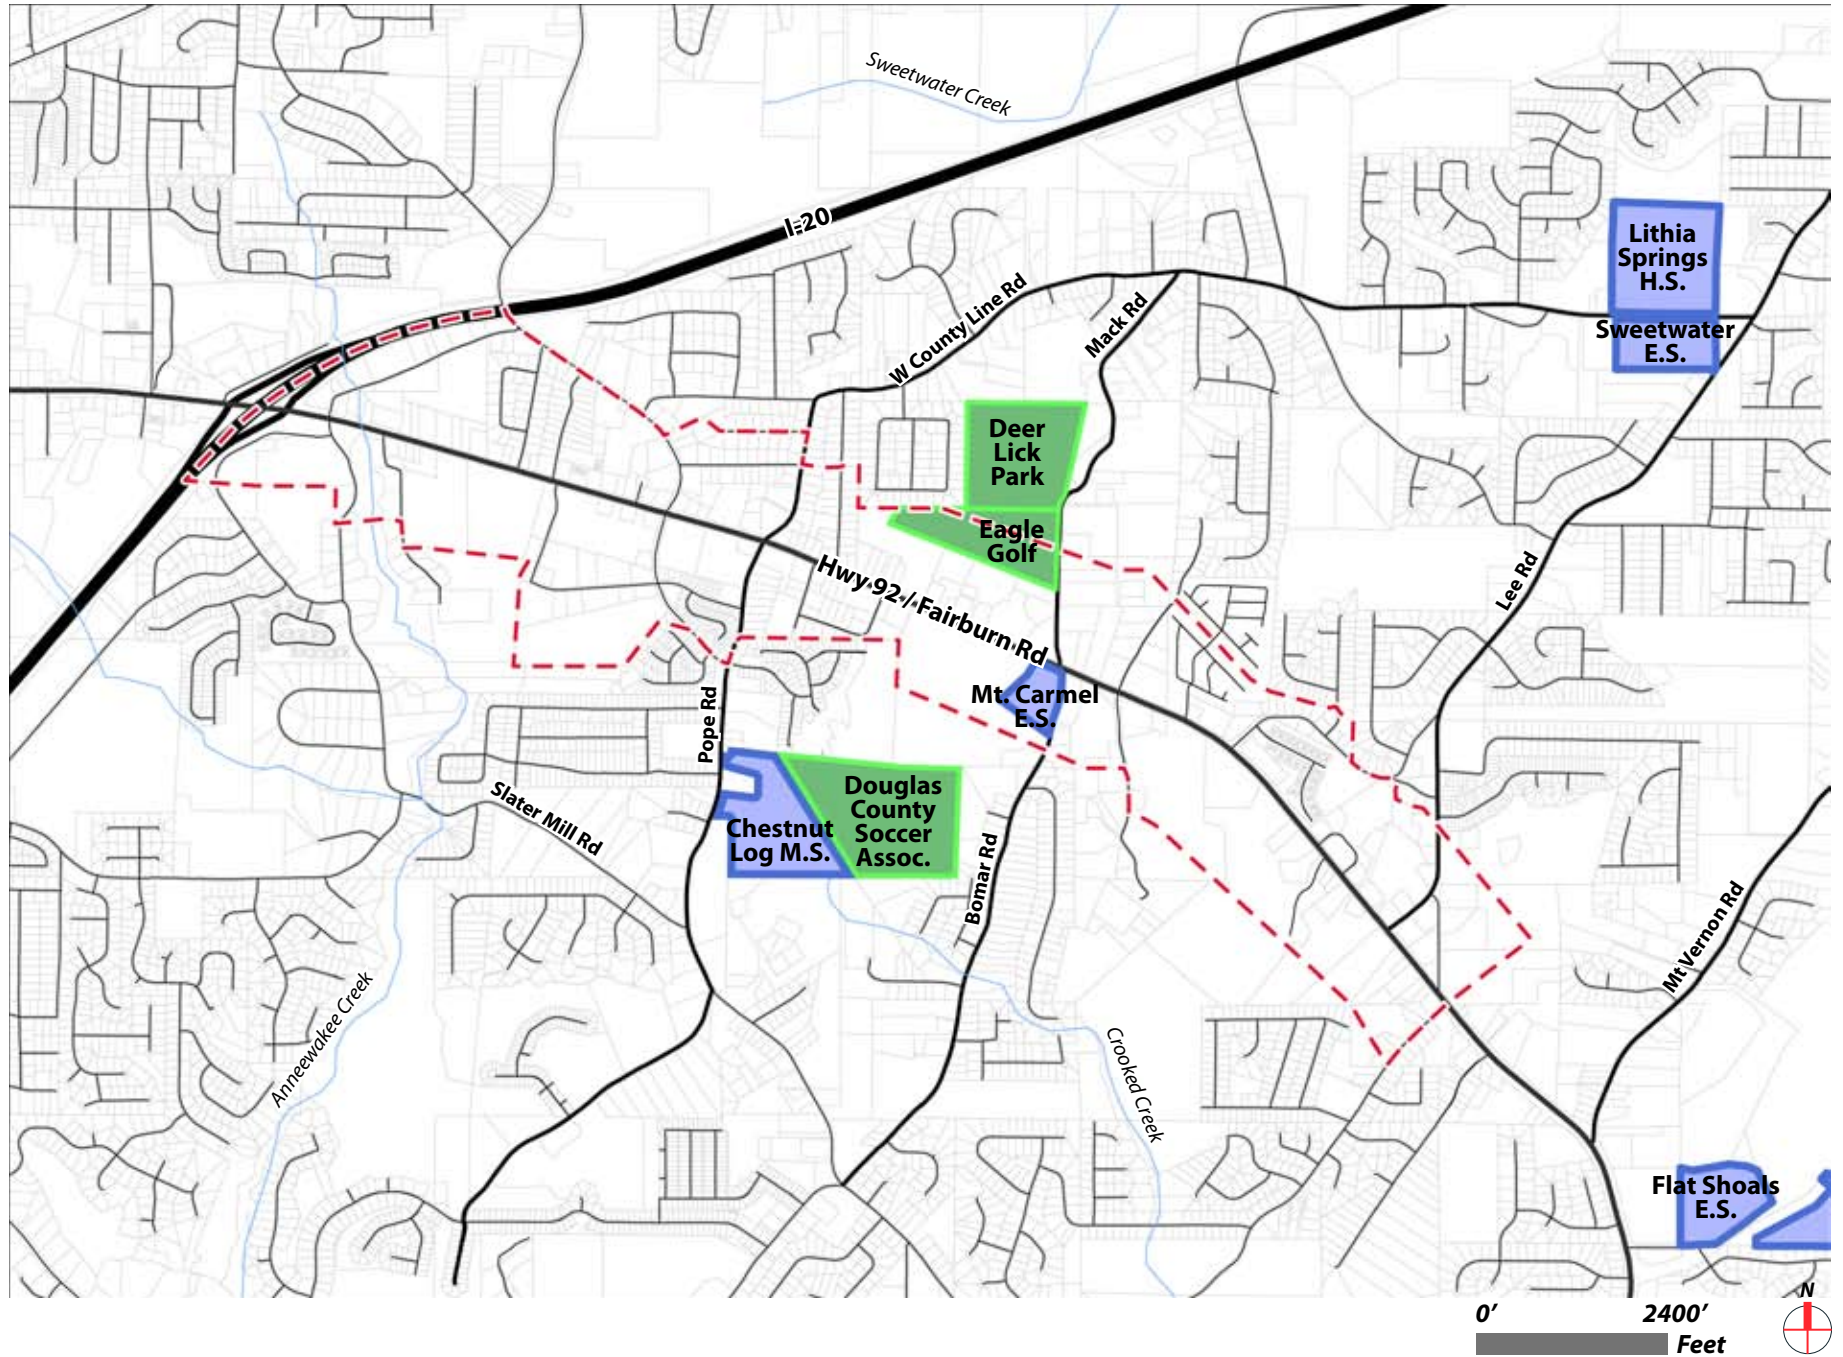 Sweetwater Creek
I-20
Lithia
Springs
H.S.
W County Line Rd
Mack Rd
Sweetwater
E.S.
Deer
Lick
Park
Eagle
Golf
Hwy 92 / Fairburn Rd
Lee Rd
Mt. Carmel
E.S.
Pope Rd
Slater Mill Rd
Chestnut
Log M.S.
Douglas
County
Soccer
Assoc.
Bomar Rd
Mt Vernon Rd
Anneewakee Creek
Crooked Creek
Flat Shoals
E.S.
0' 2400'
Feet
N